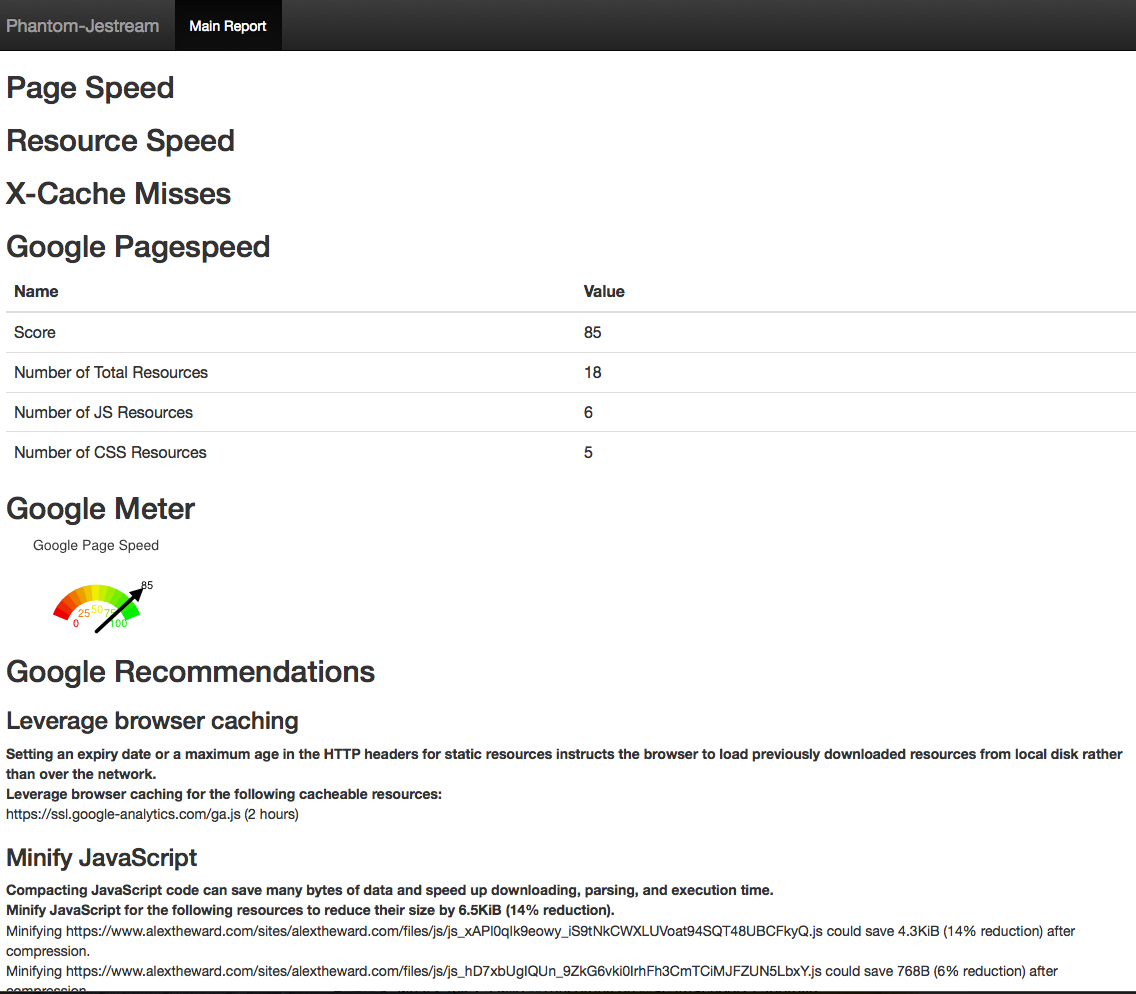 Phantom-Jestream Main Report
Page Speed
Resource Speed
X-Cache Misses
Google Pagespeed
Name Value
Score 85
Number of Total Resources 18
Number of JS Resources 6
Number of CSS Resources 5
Google Meter
Google Page Speed
85
0 25 50 75 100
Google Recommendations
Leverage browser caching
Setting an expiry date or a maximum age in the HTTP headers for static resources instructs the browser to load previously downloaded resources from local disk rather
than over the network.
Leverage browser caching for the following cacheable resources:
https://ssl.google-analytics.com/ga.js (2 hours)
Minify JavaScript
Compacting JavaScript code can save many bytes of data and speed up downloading, parsing, and execution time.
Minify JavaScript for the following resources to reduce their size by 6.5KiB (14% reduction).
Minifying https://www.alextheward.com/sites/alextheward.com/files/js/js_xAPl0qIk9eowy_iS9tNkCWXLUVoat94SQT48UBCFkyQ.js could save 4.3KiB (14% reduction) after
compression.
Minifying https://www.alextheward.com/sites/alextheward.com/files/js/js_hD7xbUgIQUn_9ZkG6vki0IrhFh3CmTCiMJFZUN5LbxY.js could save 768B (6% reduction) after
compression.